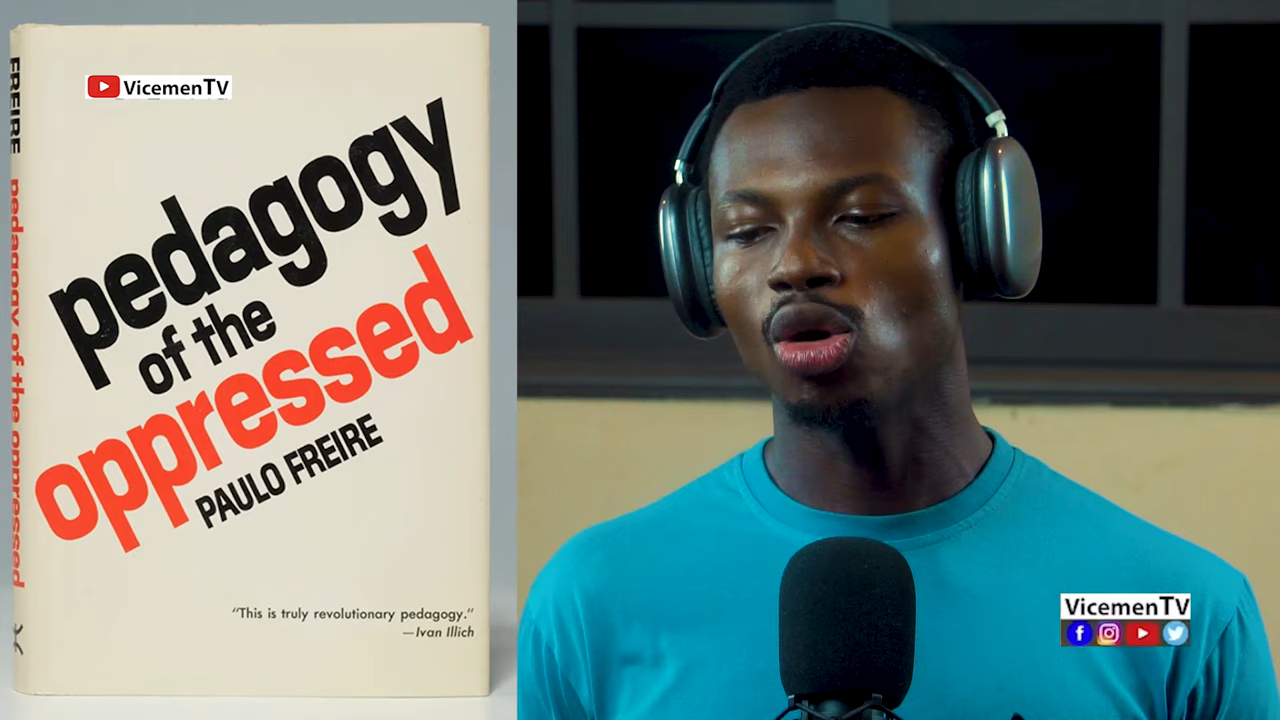 FREIRE pedagogy of the oppressed
VicemenTV
pedagogy
of the
oppressed
PAULO FREIRE
"This is truly revolutionary pedagogy."
—Ivan Illich
VicemenTV